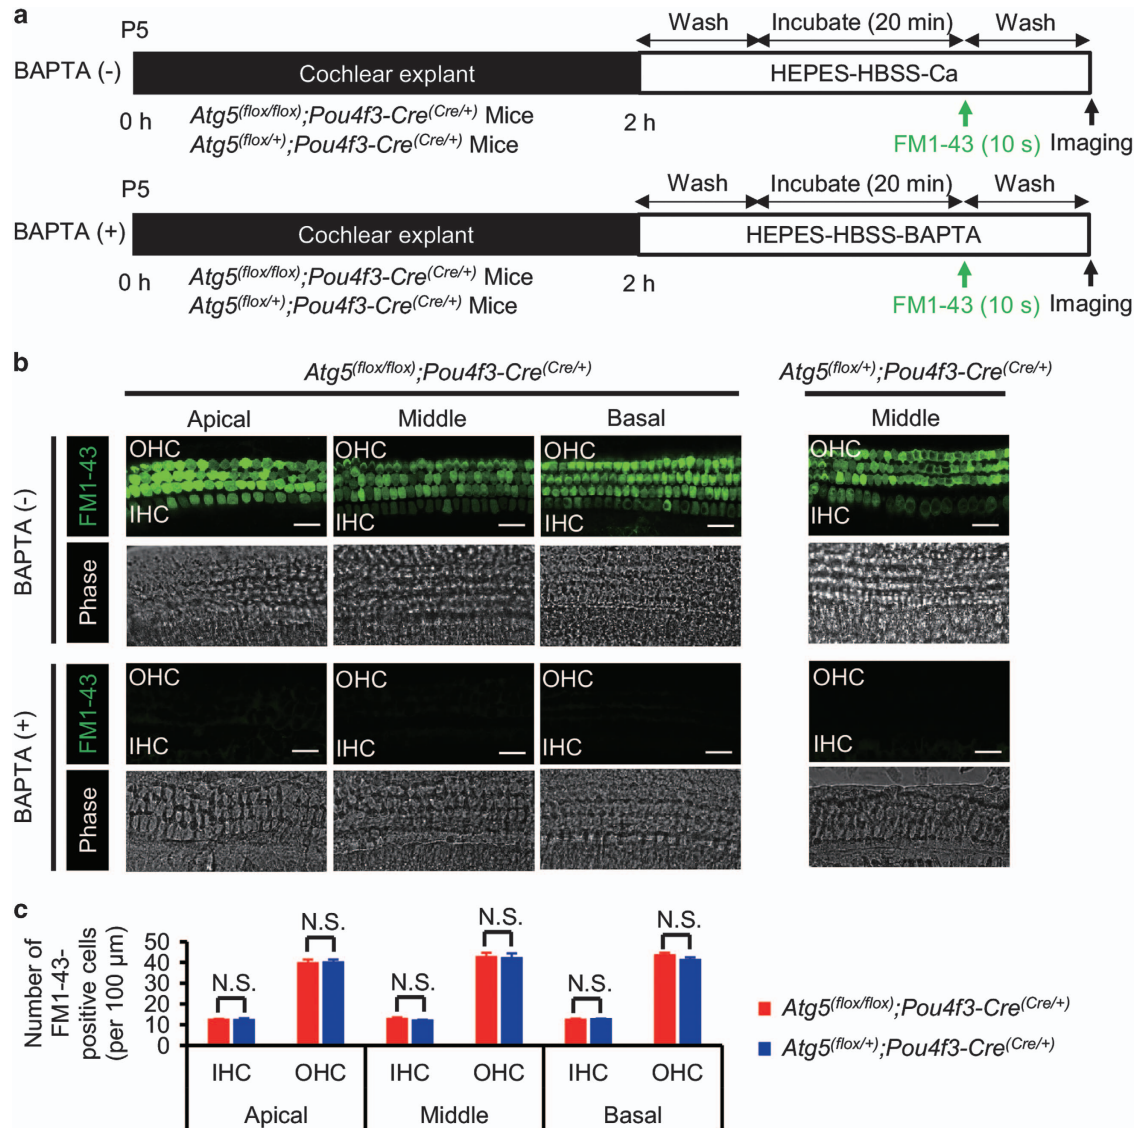 a
P5
Wash Incubate (20 min) Wash
BAPTA (-) Cochlear explant HEPES-HBSS-Ca
0 h Atg5(flox/flox);Pou4f3-Cre(Cre/+) Mice 2 h
Atg5(flox/+);Pou4f3-Cre(Cre/+) Mice
FM1-43 (10 s) Imaging
P5
Wash Incubate (20 min) Wash
BAPTA (+) Cochlear explant HEPES-HBSS-BAPTA
0 h Atg5(flox/flox);Pou4f3-Cre(Cre/+) Mice 2 h
Atg5(flox/+);Pou4f3-Cre(Cre/+) Mice
FM1-43 (10 s) Imaging
b
Atg5(flox/flox);Pou4f3-Cre(Cre/+) Atg5(flox/+);Pou4f3-Cre(Cre/+)
Apical Middle Basal Middle
BAPTA (-)
FM1-43
OHC OHC OHC OHC
IHC IHC IHC IHC
Phase
BAPTA (+)
FM1-43
OHC OHC OHC OHC
IHC IHC IHC IHC
Phase
c
Number of
FM1-43-
positive cells
(per 100 µm)
50
40
30
20
10
0
N.S. N.S. N.S. N.S. N.S. N.S.
IHC OHC IHC OHC IHC OHC
Apical Middle Basal
Atg5(flox/flox);Pou4f3-Cre(Cre/+)
Atg5(flox/+);Pou4f3-Cre(Cre/+)